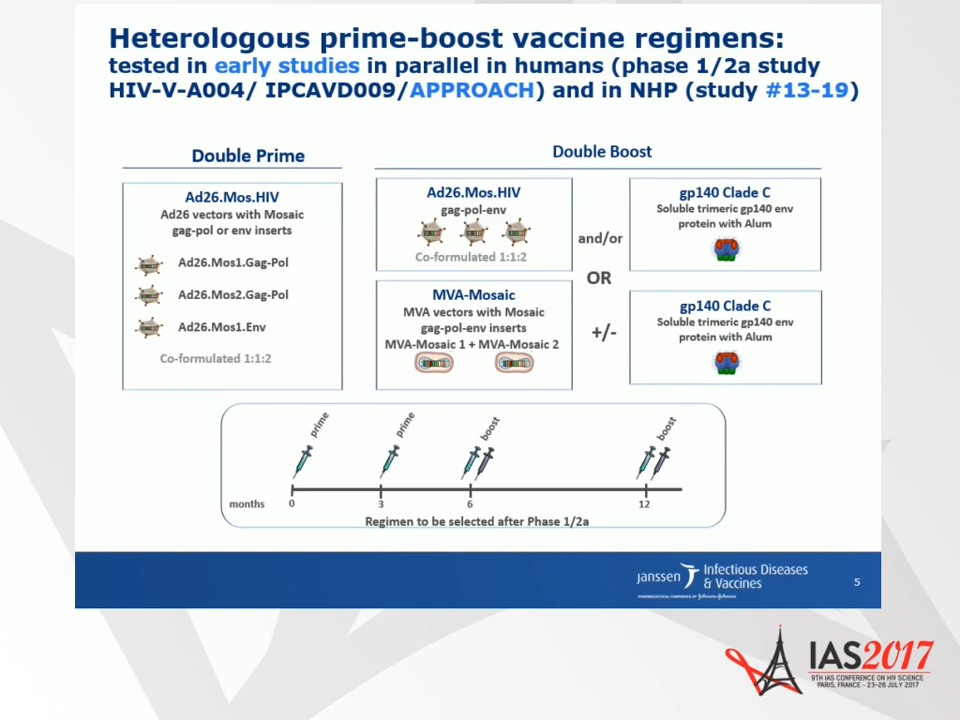 Heterologous prime-boost vaccine regimens:
tested in early studies in parallel in humans (phase 1/2a study
HIV-V-A004/ IPCAVD009/APPROACH) and in NHP (study #13-19)
Double Prime
Ad26.Mos.HIV
Ad26 vectors with Mosaic
gag-pol or env inserts
Ad26.Mos1.Gag-Pol
Ad26.Mos2.Gag-Pol
Ad26.Mos1.Env
Co-formulated 1:1:2
Double Boost
Ad26.Mos.HIV
gag-pol-env
Co-formulated 1:1:2
and/or
gp140 Clade C
Soluble trimeric gp140 env
protein with Alum
OR
MVA-Mosaic
MVA vectors with Mosaic
gag-pol-env inserts
MVA-Mosaic 1 + MVA-Mosaic 2
+/-
gp140 Clade C
Soluble trimeric gp140 env
protein with Alum
prime
prime
boost
boost
months
0
3
6
12
Regimen to be selected after Phase 1/2a
janssen
Infectious Diseases
& Vaccines
PHARMACEUTICAL COMPANIES OF Johnson & Johnson
5
IAS2017
9TH IAS CONFERENCE ON HIV SCIENCE
PARIS, FRANCE - 23-26 JULY 2017